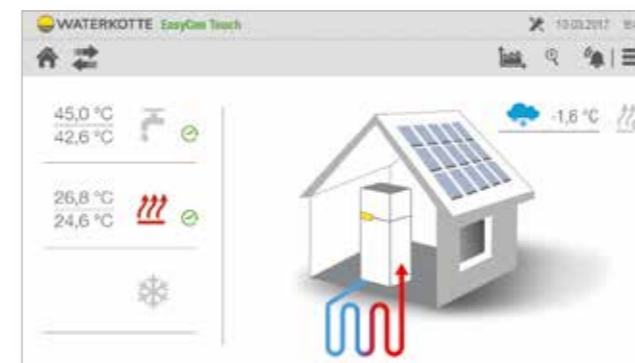 WATERKOTTE EasyCon Touch
10.03.2017
45,0 °C
42,6 °C
-1,6 °C
26,8 °C
24,6 °C